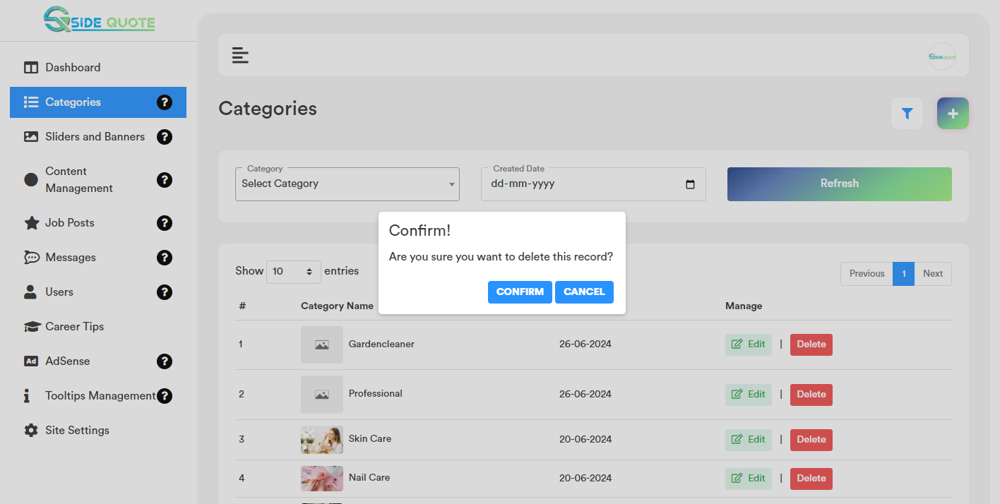 SIDE QUOTE
Dashboard
Categories ?
Sliders and Banners ?
Content
Management ?
Job Posts ?
Messages ?
Users ?
Career Tips
Ad AdSense ?
Tooltips Management ?
Site Settings
SIDE QUOTE
Categories
Category
Select Category
Created Date
dd-mm-yyyy
Refresh
Confirm!
Are you sure you want to delete this record?
CONFIRM CANCEL
Show 10 entries
Previous 1 Next
# Category Name Manage
1 Gardencleaner 26-06-2024 Edit | Delete
2 Professional 26-06-2024 Edit | Delete
3 Skin Care 20-06-2024 Edit | Delete
4 Nail Care 20-06-2024 Edit | Delete